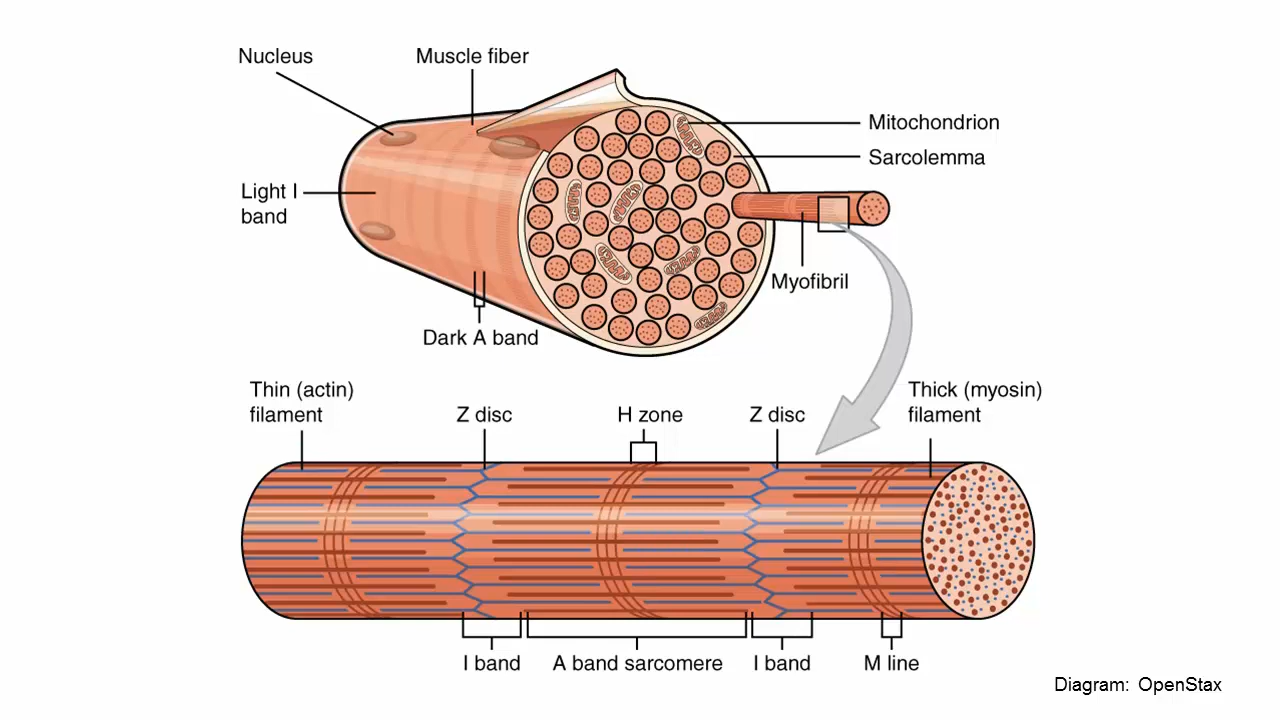 Nucleus
Muscle fiber
Mitochondrion
Sarcolemma
Light I
band
Myofibril
Dark A band
Thin (actin)
filament
Z disc
H zone
Z disc
Thick (myosin)
filament
I band
A band sarcomere
I band
M line
Diagram: OpenStax